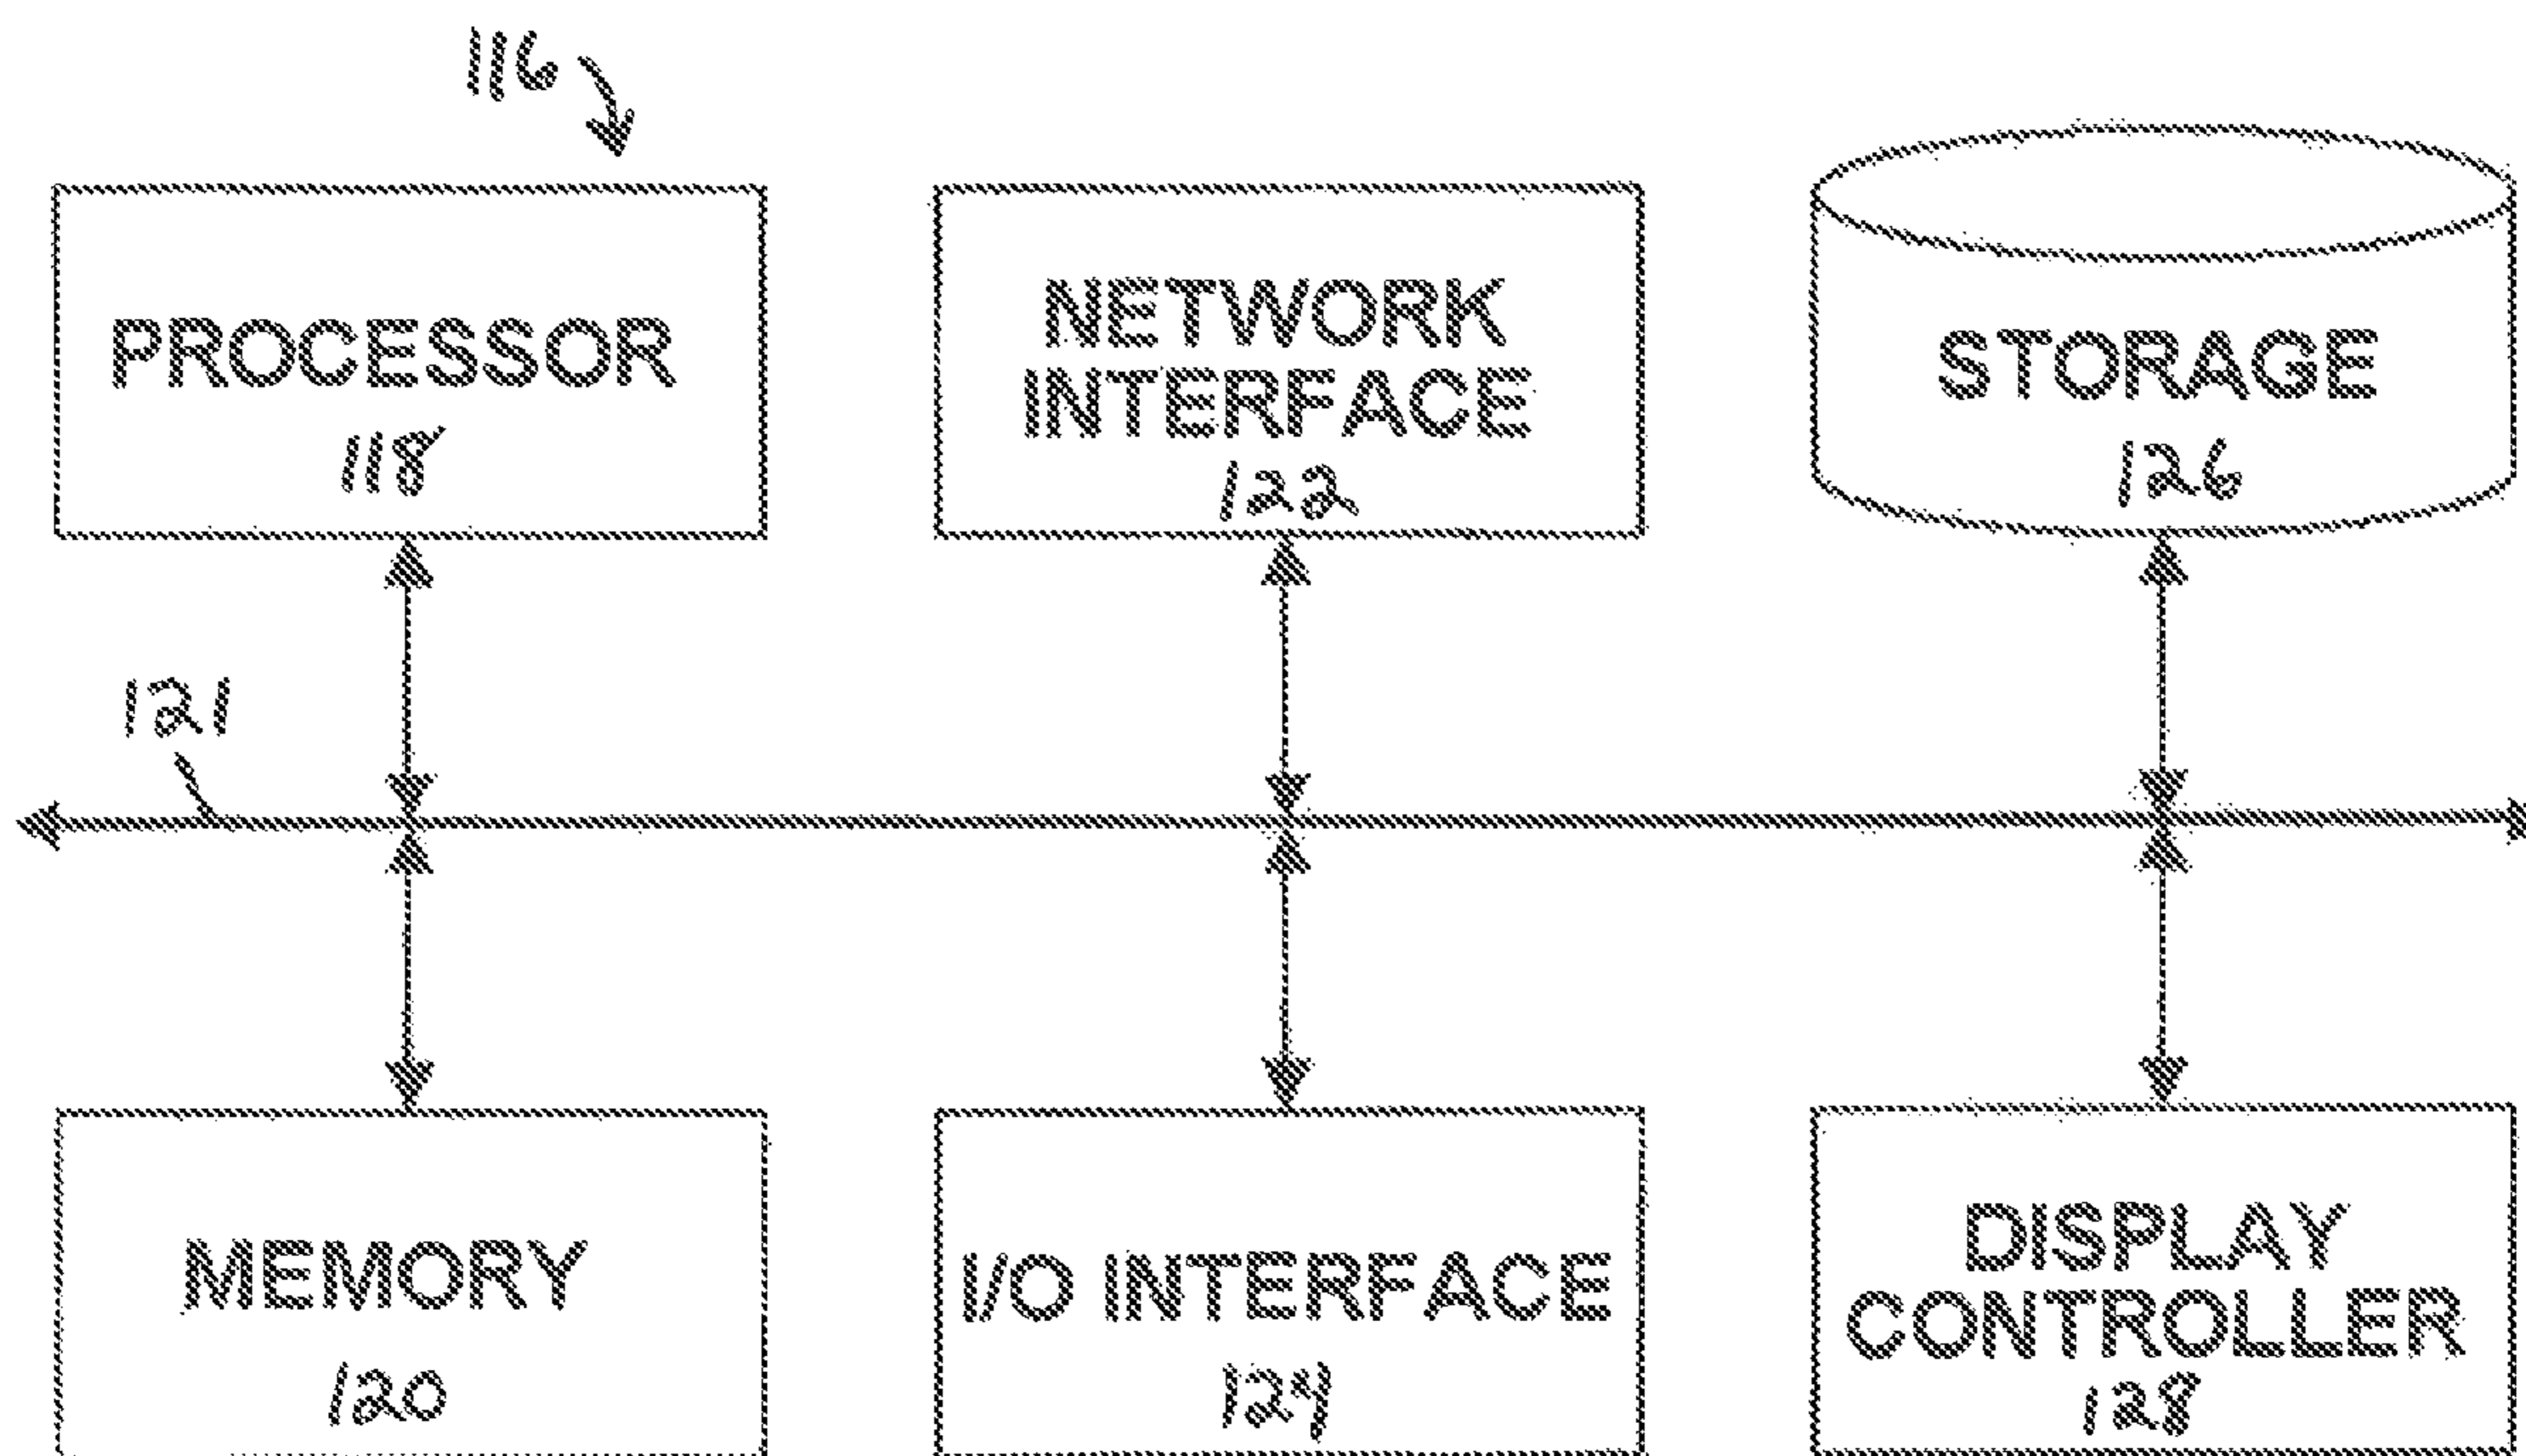 116
PROCESSOR
118
NETWORK
INTERFACE
122
STORAGE
126
121
MEMORY
120
I/O INTERFACE
124
DISPLAY
CONTROLLER
128